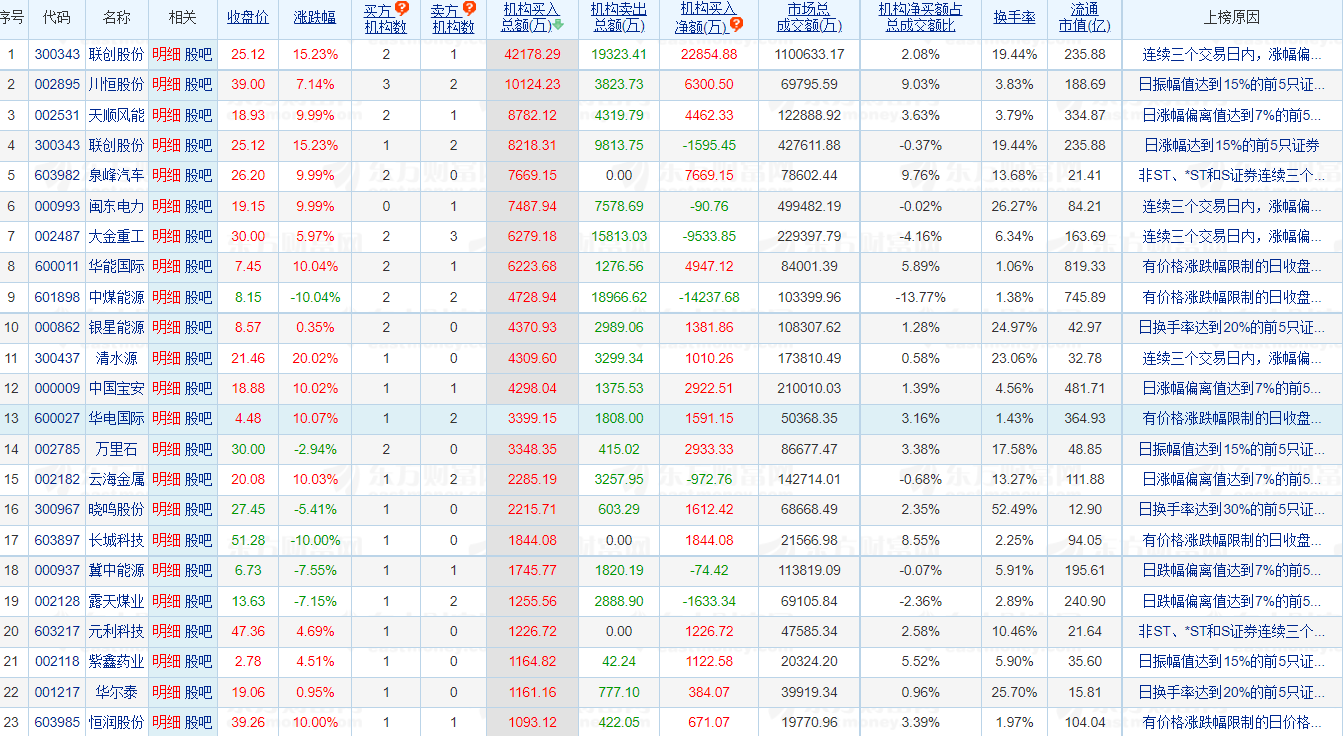 序号 代码 名称 相关 收盘价 涨跌幅 买方机构数 卖方机构数 机构买入总额(万) 机构卖出总额(万) 机构买入净额(万) 市场总成交额(万) 机构净买额占总成交额比 换手率 流通市值(亿) 上榜原因
1 300343 联创股份 明细 股吧 25.12 15.23% 2 1 42178.29 19323.41 22854.88 1100633.17 2.08% 19.44% 235.88 连续三个交易日内，涨幅偏...
2 002895 川恒股份 明细 股吧 39.00 7.14% 3 2 10124.23 3823.73 6300.50 69795.59 9.03% 3.83% 188.69 日振幅值达到15%的前5只证...
3 002531 天顺风能 明细 股吧 18.93 9.99% 2 1 8782.12 4319.79 4462.33 122888.92 3.63% 3.79% 334.87 日涨幅偏离值达到7%的前5...
4 300343 联创股份 明细 股吧 25.12 15.23% 1 2 8218.31 9813.75 -1595.45 427611.88 -0.37% 19.44% 235.88 日涨幅达到15%的前5只证券
5 603982 泉峰汽车 明细 股吧 26.20 9.99% 2 0 7669.15 0.00 7669.15 78602.44 9.76% 13.68% 21.41 非ST、*ST和S证券连续三个...
6 000993 闽东电力 明细 股吧 19.15 9.99% 0 1 7487.94 7578.69 -90.76 499482.19 -0.02% 26.27% 84.21 连续三个交易日内，涨幅偏...
7 002487 大金重工 明细 股吧 30.00 5.97% 2 3 6279.18 15813.03 -9533.85 229397.79 -4.16% 6.34% 163.69 连续三个交易日内，涨幅偏...
8 600011 华能国际 明细 股吧 7.45 10.04% 2 1 6223.68 1276.56 4947.12 84001.39 5.89% 1.06% 819.33 有价格涨跌幅限制的日收盘...
9 601898 中煤能源 明细 股吧 8.15 -10.04% 2 2 4728.94 18966.62 -14237.68 103399.96 -13.77% 1.38% 745.89 有价格涨跌幅限制的日收盘...
10 000862 银星能源 明细 股吧 8.57 0.35% 2 0 4370.93 2989.06 1381.86 108307.62 1.28% 24.97% 42.97 日换手率达到20%的前5只证...
11 300437 清水源 明细 股吧 21.46 20.02% 1 0 4309.60 3299.34 1010.26 173810.49 0.58% 23.06% 32.78 连续三个交易日内，涨幅偏...
12 000009 中国宝安 明细 股吧 18.88 10.02% 1 1 4298.04 1375.53 2922.51 210010.03 1.39% 4.56% 481.71 日涨幅偏离值达到7%的前5...
13 600027 华电国际 明细 股吧 4.48 10.07% 1 2 3399.15 1808.00 1591.15 50368.35 3.16% 1.43% 364.93 有价格涨跌幅限制的日收盘...
14 002785 万里石 明细 股吧 30.00 -2.94% 2 0 3348.35 415.02 2933.33 86677.47 3.38% 17.58% 48.85 日振幅值达到15%的前5只证...
15 002182 云海金属 明细 股吧 20.08 10.03% 1 2 2285.19 3257.95 -972.76 142714.01 -0.68% 13.27% 111.88 日涨幅偏离值达到7%的前5...
16 300967 晓鸣股份 明细 股吧 27.45 -5.41% 1 0 2215.71 603.29 1612.42 68668.49 2.35% 52.49% 12.90 日换手率达到30%的前5只证...
17 603897 长城科技 明细 股吧 51.28 -10.00% 1 0 1844.08 0.00 1844.08 21566.98 8.55% 2.25% 94.05 有价格涨跌幅限制的日收盘...
18 000937 冀中能源 明细 股吧 6.73 -7.55% 1 1 1745.77 1820.19 -74.42 113819.09 -0.07% 5.91% 195.61 日跌幅偏离值达到7%的前5...
19 002128 露天煤业 明细 股吧 13.63 -7.15% 1 2 1255.56 2888.90 -1633.34 69105.84 -2.36% 2.89% 240.90 日跌幅偏离值达到7%的前5...
20 603217 元利科技 明细 股吧 47.36 4.69% 1 0 1226.72 0.00 1226.72 47585.34 2.58% 10.46% 21.64 非ST、*ST和S证券连续三个...
21 002118 紫鑫药业 明细 股吧 2.78 4.51% 1 0 1164.82 42.24 1122.58 20324.20 5.52% 5.90% 35.60 日振幅值达到15%的前5只证...
22 001217 华尔泰 明细 股吧 19.06 0.95% 1 0 1161.16 777.10 384.07 39919.34 0.96% 25.70% 15.81 日换手率达到20%的前5只证...
23 603985 恒润股份 明细 股吧 39.26 10.00% 1 1 1093.12 422.05 671.07 19770.96 3.39% 1.97% 104.04 有价格涨跌幅限制的日价格...